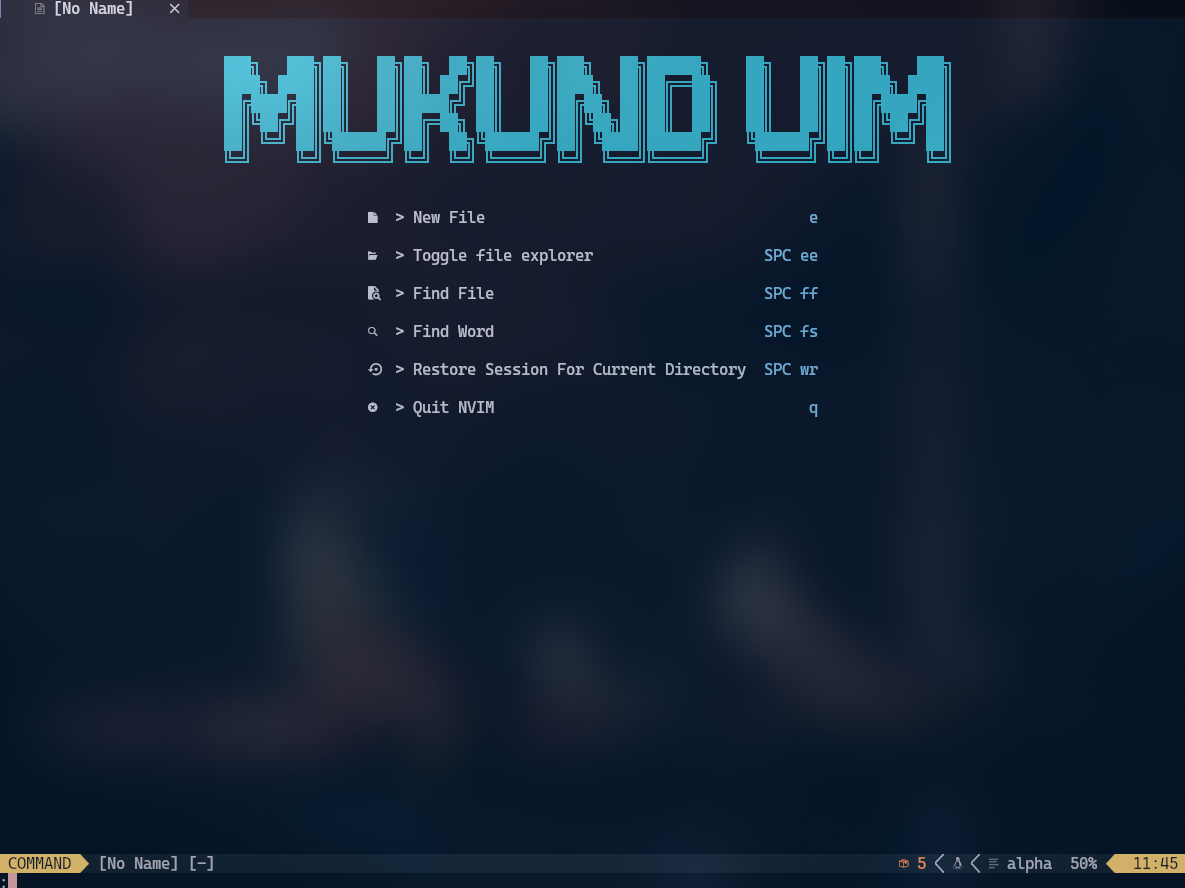 [No Name] ×
MUKUND UIM
> New File e
> Toggle file explorer SPC ee
> Find File SPC ff
> Find Word SPC fs
> Restore Session For Current Directory SPC wr
> Quit NVIM q
COMMAND [No Name] [-] 5 alpha 50% 11:45
: